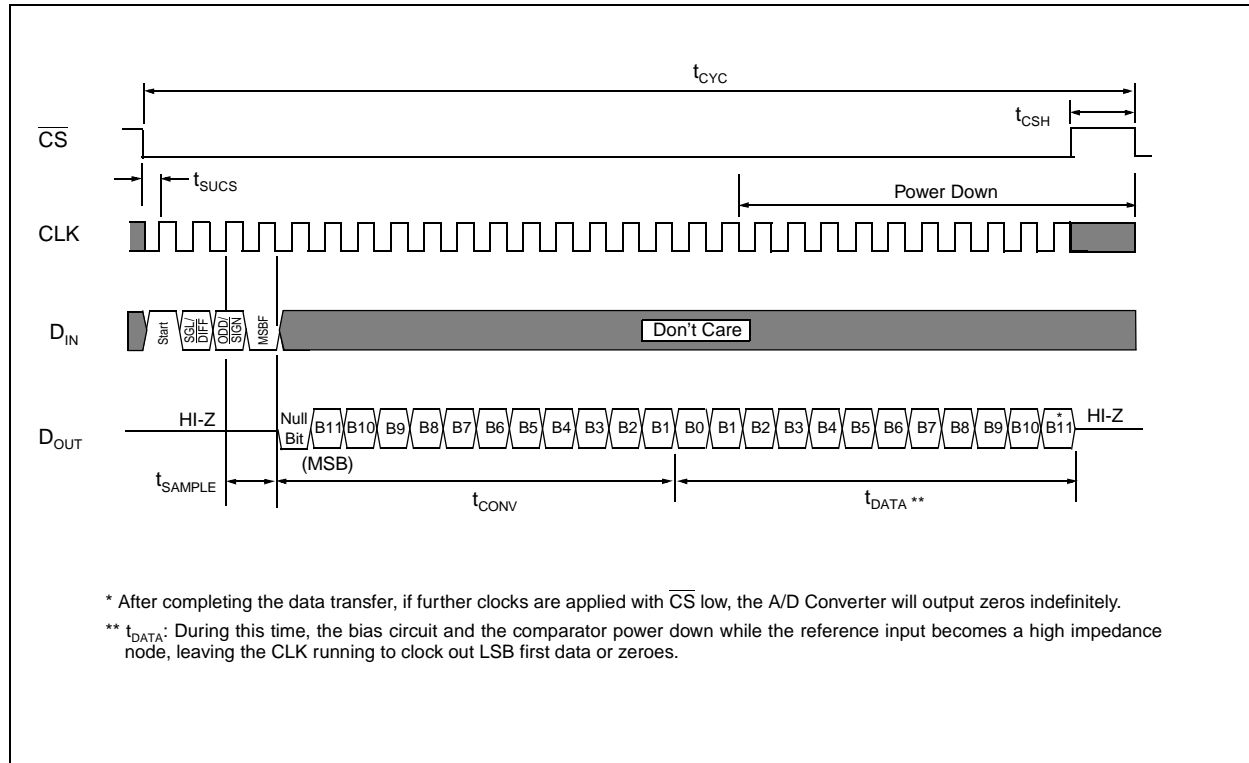 tCYC
tCSH
CS
tSUCS
Power Down
CLK
DIN
Start
SGL/
DIFF
ODD/
SIGN
MSBF
Don't Care
DOUT
HI-Z
Null
Bit
B11 B10 B9 B8 B7 B6 B5 B4 B3 B2 B1 B0 B1 B2 B3 B4 B5 B6 B7 B8 B9 B10 B11
*
HI-Z
(MSB)
tSAMPLE
tCONV
tDATA **
* After completing the data transfer, if further clocks are applied with CS low, the A/D Converter will output zeros indefinitely.
** tDATA: During this time, the bias circuit and the comparator power down while the reference input becomes a high impedance
node, leaving the CLK running to clock out LSB first data or zeroes.